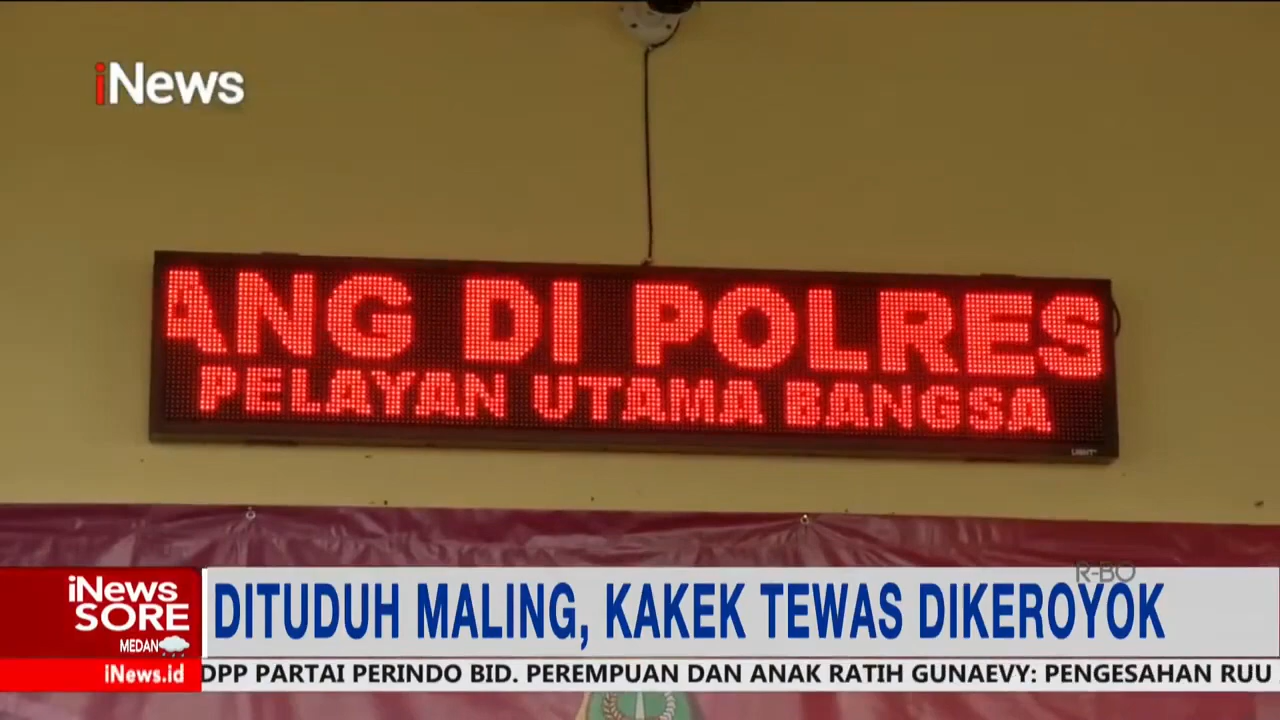 iNews
ANG DI POLRES
PELAYAN UTAMA BANGSA
LIGHT
R-BO
iNews
SORE
MEDAN
DITUDUH MALING, KAKEK TEWAS DIKEROYOK
iNews.id
DPP PARTAI PERINDO BID. PEREMPUAN DAN ANAK RATIH GUNAEVY: PENGESAHAN RUU